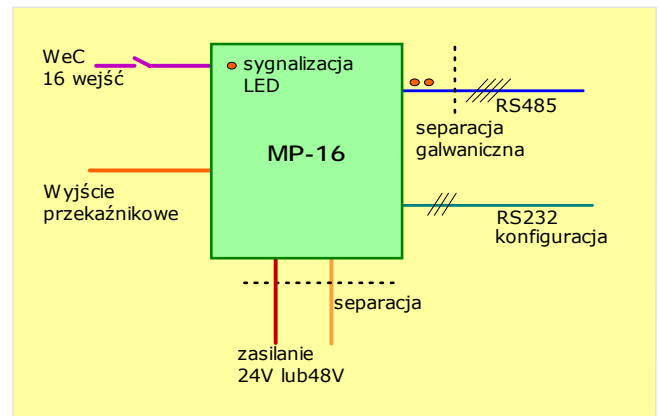 WeC
16 wejść
sygnalizacja
LED
RS485
separacja
galwaniczna
MP-16
Wyjście
przekaźnikowe
RS232
konfiguracja
separacja
zasilanie
24V lub48V